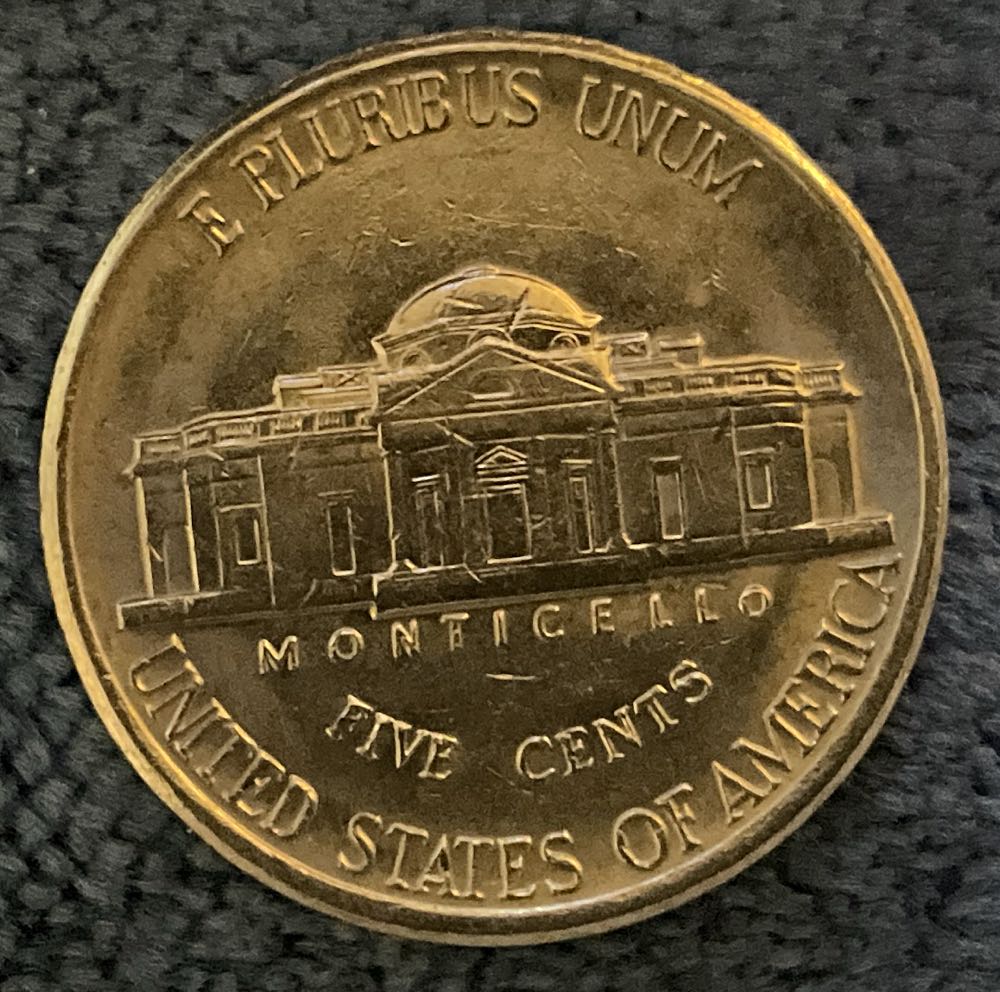 E PLURIBUS UNUM
MONTICELLO
FIVE CENTS
UNITED STATES OF AMERICA